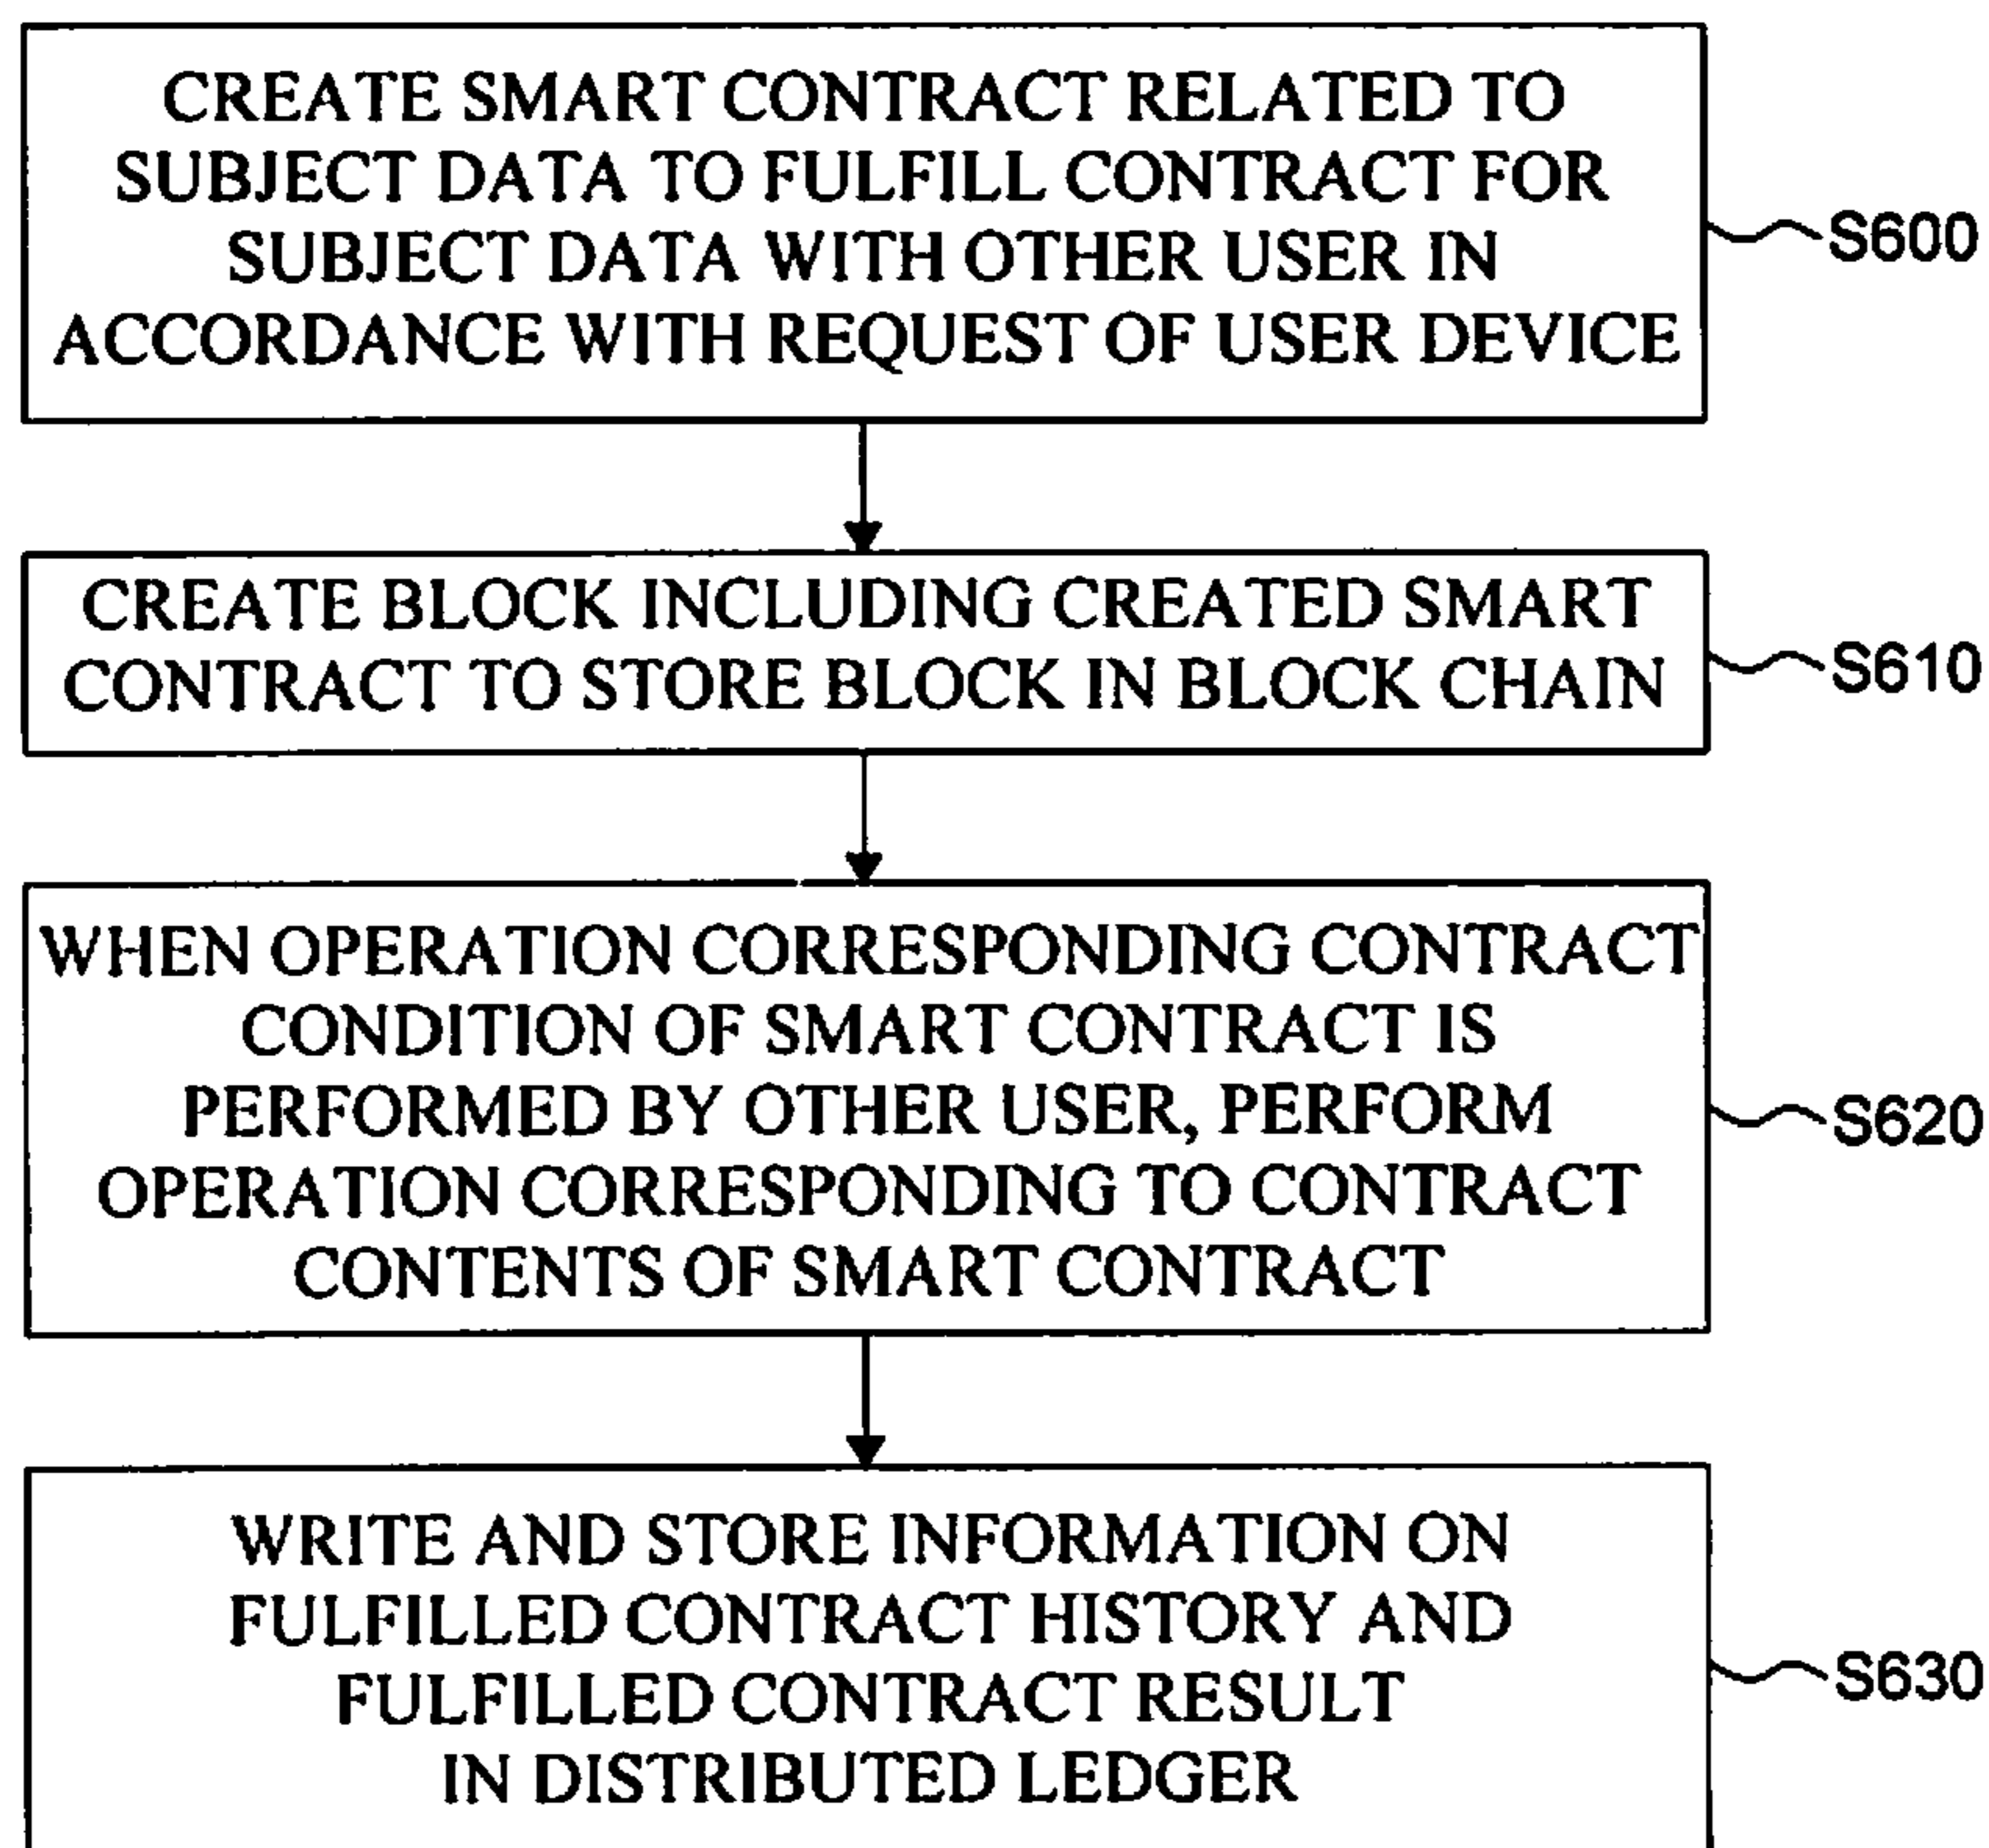 CREATE SMART CONTRACT RELATED TO
SUBJECT DATA TO FULFILL CONTRACT FOR
SUBJECT DATA WITH OTHER USER IN
ACCORDANCE WITH REQUEST OF USER DEVICE
S600
CREATE BLOCK INCLUDING CREATED SMART
CONTRACT TO STORE BLOCK IN BLOCK CHAIN
S610
WHEN OPERATION CORRESPONDING CONTRACT
CONDITION OF SMART CONTRACT IS
PERFORMED BY OTHER USER, PERFORM
OPERATION CORRESPONDING TO CONTRACT
CONTENTS OF SMART CONTRACT
S620
WRITE AND STORE INFORMATION ON
FULFILLED CONTRACT HISTORY AND
FULFILLED CONTRACT RESULT
IN DISTRIBUTED LEDGER
S630